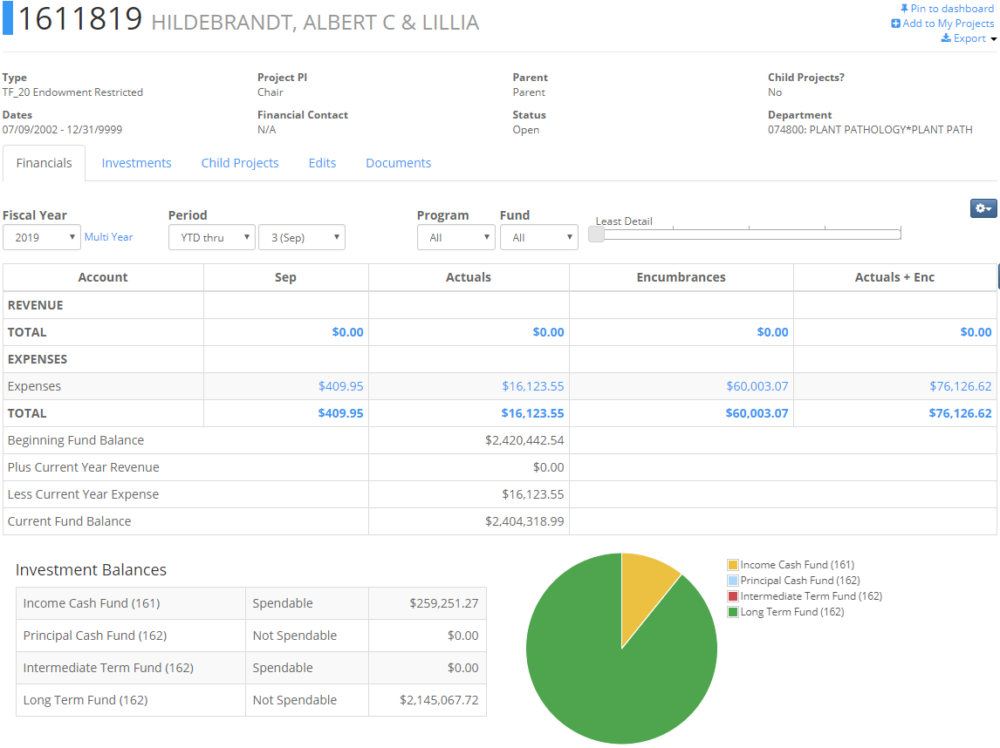 1611819 HILDEBRANDT, ALBERT C & LILLIA
Pin to dashboard
Add to My Projects
Export
Type Project PI Parent Child Projects?
TF_20 Endowment Restricted Chair Parent No
Dates Financial Contact Status Department
07/09/2002 - 12/31/9999 N/A Open 074800: PLANT PATHOLOGY*PLANT PATH
Financials Investments Child Projects Edits Documents
Fiscal Year Period Program Fund Least Detail
2019 Multi Year YTD thru 3 (Sep) All All
Account Sep Actuals Encumbrances Actuals + Enc
REVENUE
TOTAL $0.00 $0.00 $0.00 $0.00
EXPENSES
Expenses $409.95 $16,123.55 $60,003.07 $76,126.62
TOTAL $409.95 $16,123.55 $60,003.07 $76,126.62
Beginning Fund Balance $2,420,442.54
Plus Current Year Revenue $0.00
Less Current Year Expense $16,123.55
Current Fund Balance $2,404,318.99
Investment Balances
Income Cash Fund (161) Spendable $259,251.27
Principal Cash Fund (162) Not Spendable $0.00
Intermediate Term Fund (162) Spendable $0.00
Long Term Fund (162) Not Spendable $2,145,067.72
Income Cash Fund (161)
Principal Cash Fund (162)
Intermediate Term Fund (162)
Long Term Fund (162)